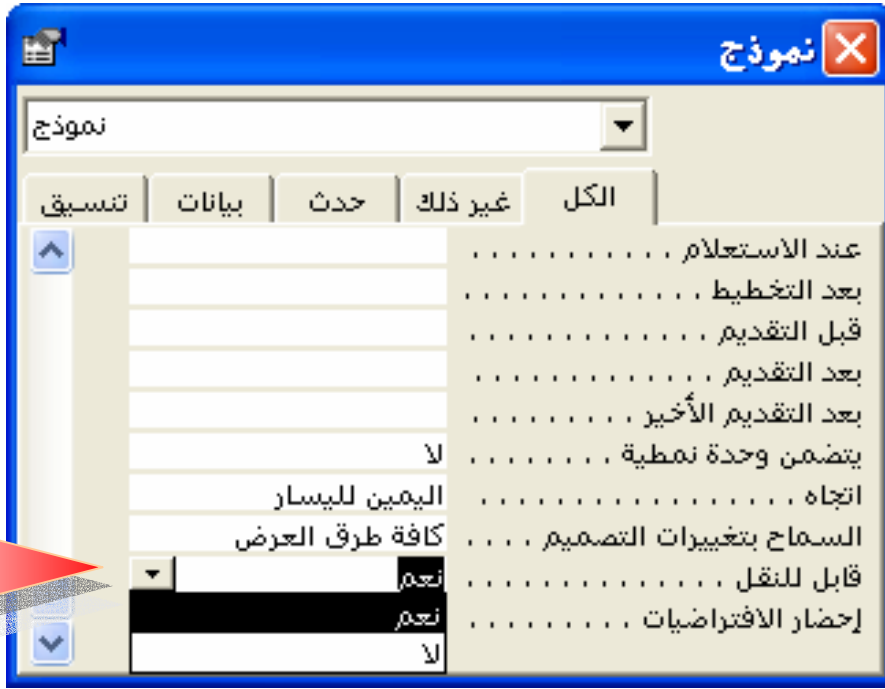 نموذج
نموذج
الكل غير ذلك حدث بيانات تنسيق
عند الاستعلام . . . . . . . . . . .
بعد التخطيط . . . . . . . . . . . . .
قبل التقديم . . . . . . . . . . . . .
بعد التقديم . . . . . . . . . . . . .
بعد التقديم الأخير . . . . . . . . .
يتضمن وحدة نمطية . . . . . . . . لا
اتجاه . . . . . . . . . . . . . . . . . اليمين لليسار
السماح بتغييرات التصميم . . . . كافة طرق العرض
قابل للنقل . . . . . . . . . . . . . . نعم
إحضار الافتراضيات . . . . . . . . . نعم
لا